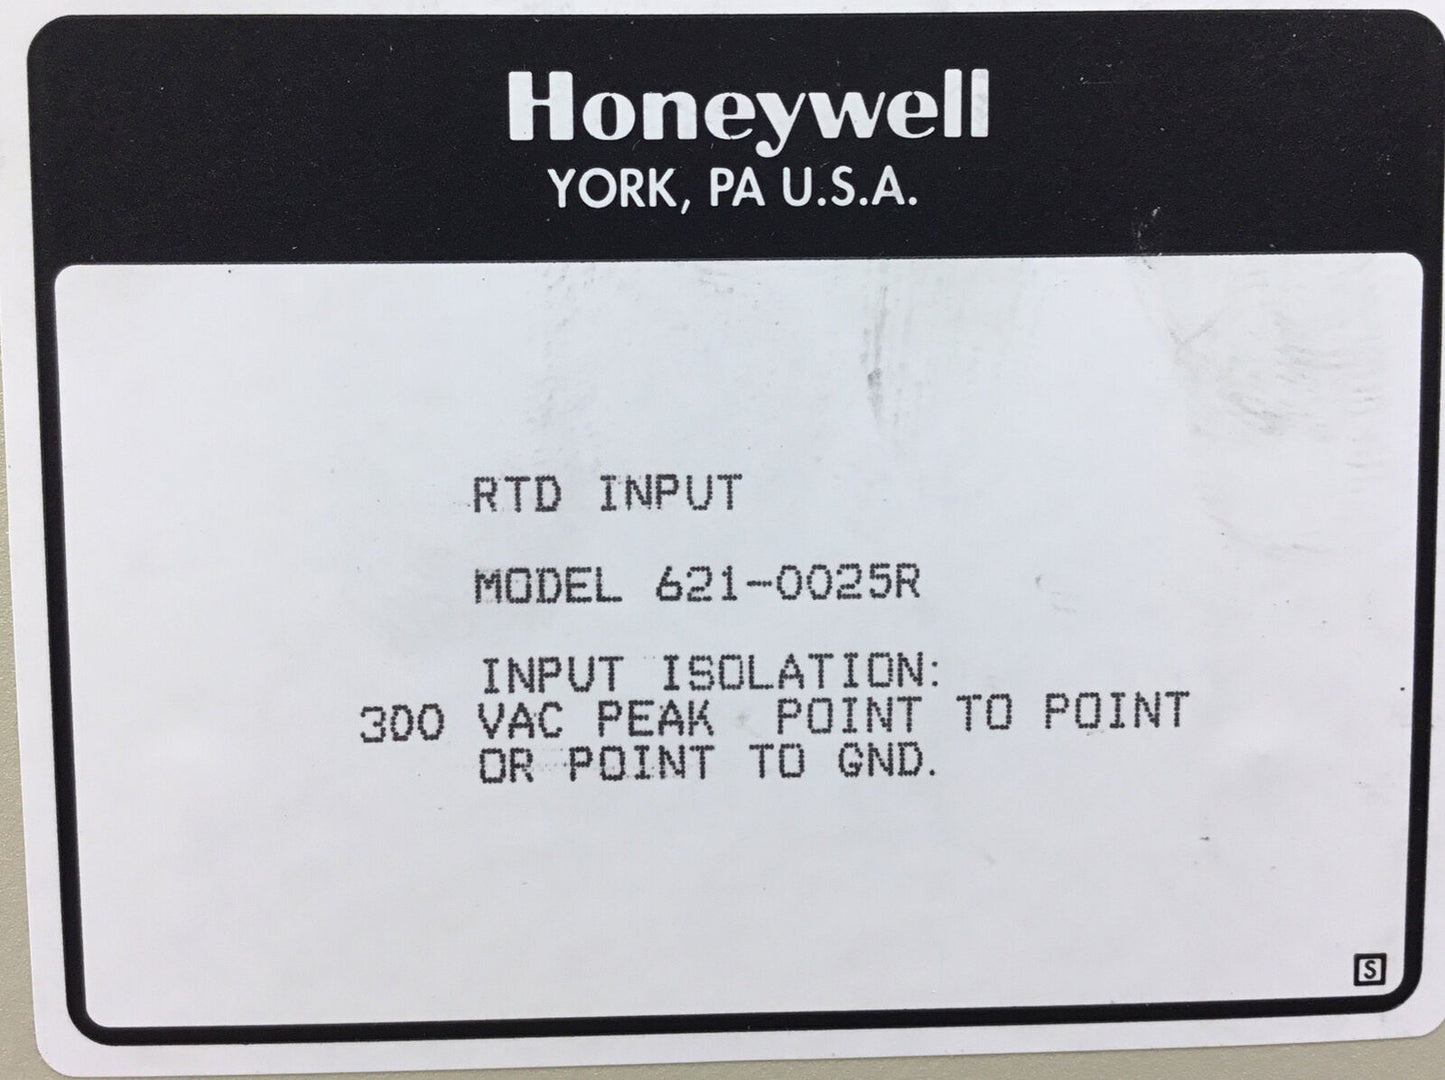 Honeywell
YORK, PA U.S.A.
RTD INPUT
MODEL 621-0025R
INPUT ISOLATION:
300 VAC PEAK POINT TO POINT
OR POINT TO GND.
S